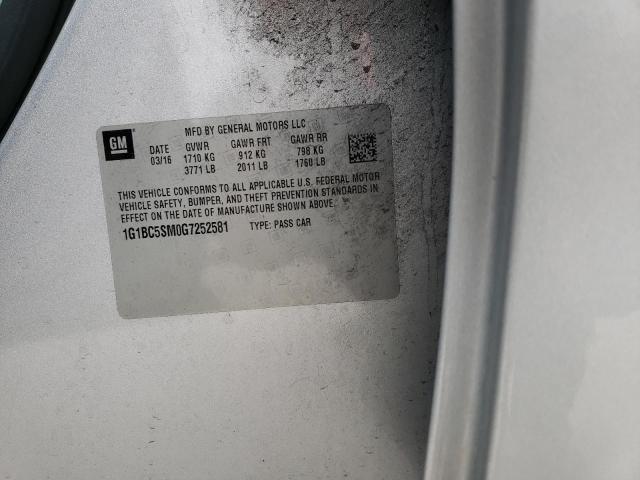 GM
MFD BY GENERAL MOTORS LLC
DATE GVWR GAWR FRT GAWR RR
03/16 1710 KG 912 KG 798 KG
3771 LB 2011 LB 1760 LB
THIS VEHICLE CONFORMS TO ALL APPLICABLE U.S. FEDERAL MOTOR
VEHICLE SAFETY, BUMPER, AND THEFT PREVENTION STANDARDS IN
EFFECT ON THE DATE OF MANUFACTURE SHOWN ABOVE.
1G1BC5SM0G7252581 TYPE: PASS CAR